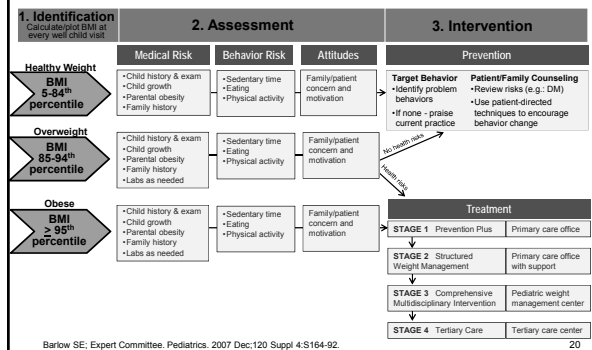 1. Identification
Calculate/plot BMI at
every well child visit
2. Assessment
3. Intervention
Medical Risk
Behavior Risk
Attitudes
Prevention
Healthy Weight
BMI
5-84th
percentile
•Child history & exam
•Child growth
•Parental obesity
•Family history
•Sedentary time
•Eating
•Physical activity
Family/patient
concern and
motivation
Target Behavior
•Identify problem
behaviors
•If none - praise
current practice
Patient/Family Counseling
•Review risks (e.g.: DM)
•Use patient-directed
techniques to encourage
behavior change
Overweight
BMI
85-94th
percentile
•Child history & exam
•Child growth
•Parental obesity
•Family history
•Labs as needed
•Sedentary time
•Eating
•Physical activity
Family/patient
concern and
motivation
No health risks
Health risks
Obese
BMI
≥ 95th
percentile
•Child history & exam
•Child growth
•Parental obesity
•Family history
•Labs as needed
•Sedentary time
•Eating
•Physical activity
Family/patient
concern and
motivation
Treatment
STAGE 1 Prevention Plus
Primary care office
STAGE 2 Structured
Weight Management
Primary care office
with support
STAGE 3 Comprehensive
Multidisciplinary Intervention
Pediatric weight
management center
STAGE 4 Tertiary Care
Tertiary care center
Barlow SE; Expert Committee. Pediatrics. 2007 Dec;120 Suppl 4:S164-92.
20